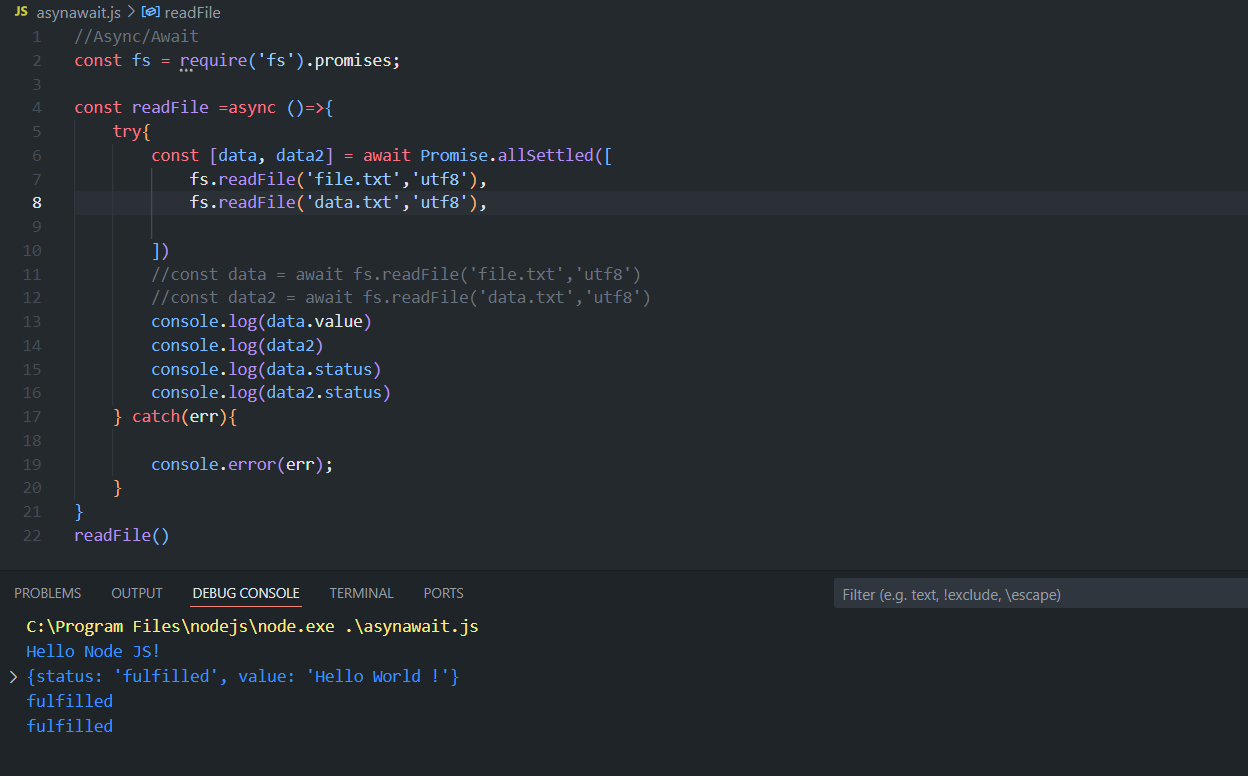 JS asynawait.js > readFile
1 //Async/Await
2 const fs = require('fs').promises;
3
4 const readFile =async ()=>{
5     try{
6         const [data, data2] = await Promise.allSettled([
7             fs.readFile('file.txt','utf8'),
8             fs.readFile('data.txt','utf8'),
9
10         ])
11         //const data = await fs.readFile('file.txt','utf8')
12         //const data2 = await fs.readFile('data.txt','utf8')
13         console.log(data.value)
14         console.log(data2)
15         console.log(data.status)
16         console.log(data2.status)
17     } catch(err){
18
19         console.error(err);
20     }
21 }
22 readFile()
PROBLEMS OUTPUT DEBUG CONSOLE TERMINAL PORTS Filter (e.g. text, !exclude, \escape)
C:\Program Files\nodejs\node.exe .\asynawait.js
Hello Node JS!
> {status: 'fulfilled', value: 'Hello World !'}
fulfilled
fulfilled